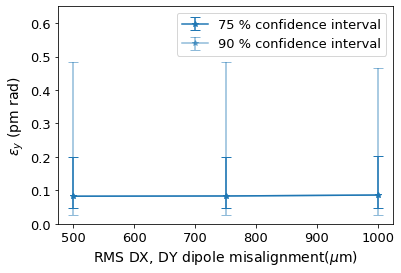 0.6
0.5
0.4
0.3
0.2
0.1
0.0
ε_y (pm rad)
75 % confidence interval
90 % confidence interval
500 600 700 800 900 1000
RMS DX, DY dipole misalignment(μm)